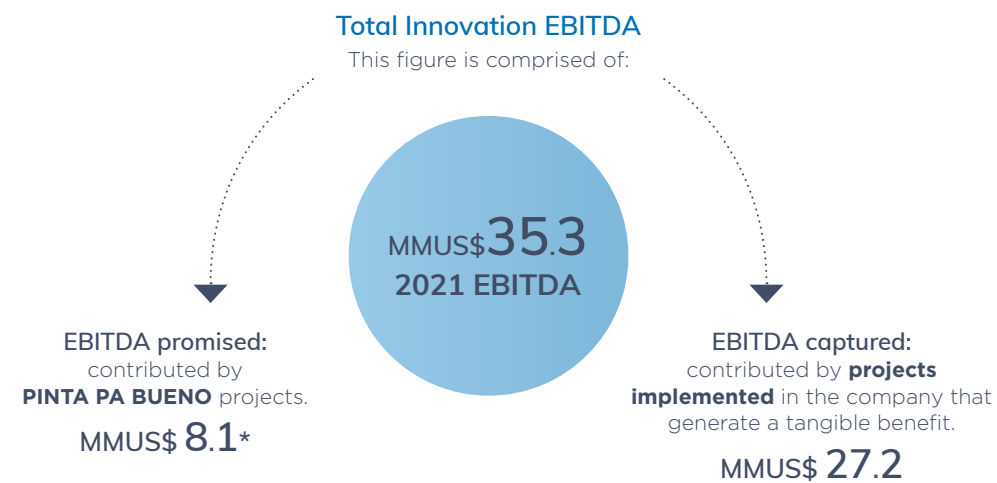 Total Innovation EBITDA
This figure is comprised of:
MMUS$35.3
2021 EBITDA
EBITDA promised:
contributed by
PINTA PA BUENO projects.
MMUS$ 8.1*
EBITDA captured:
contributed by projects
implemented in the company that
generate a tangible benefit.
MMUS$ 27.2